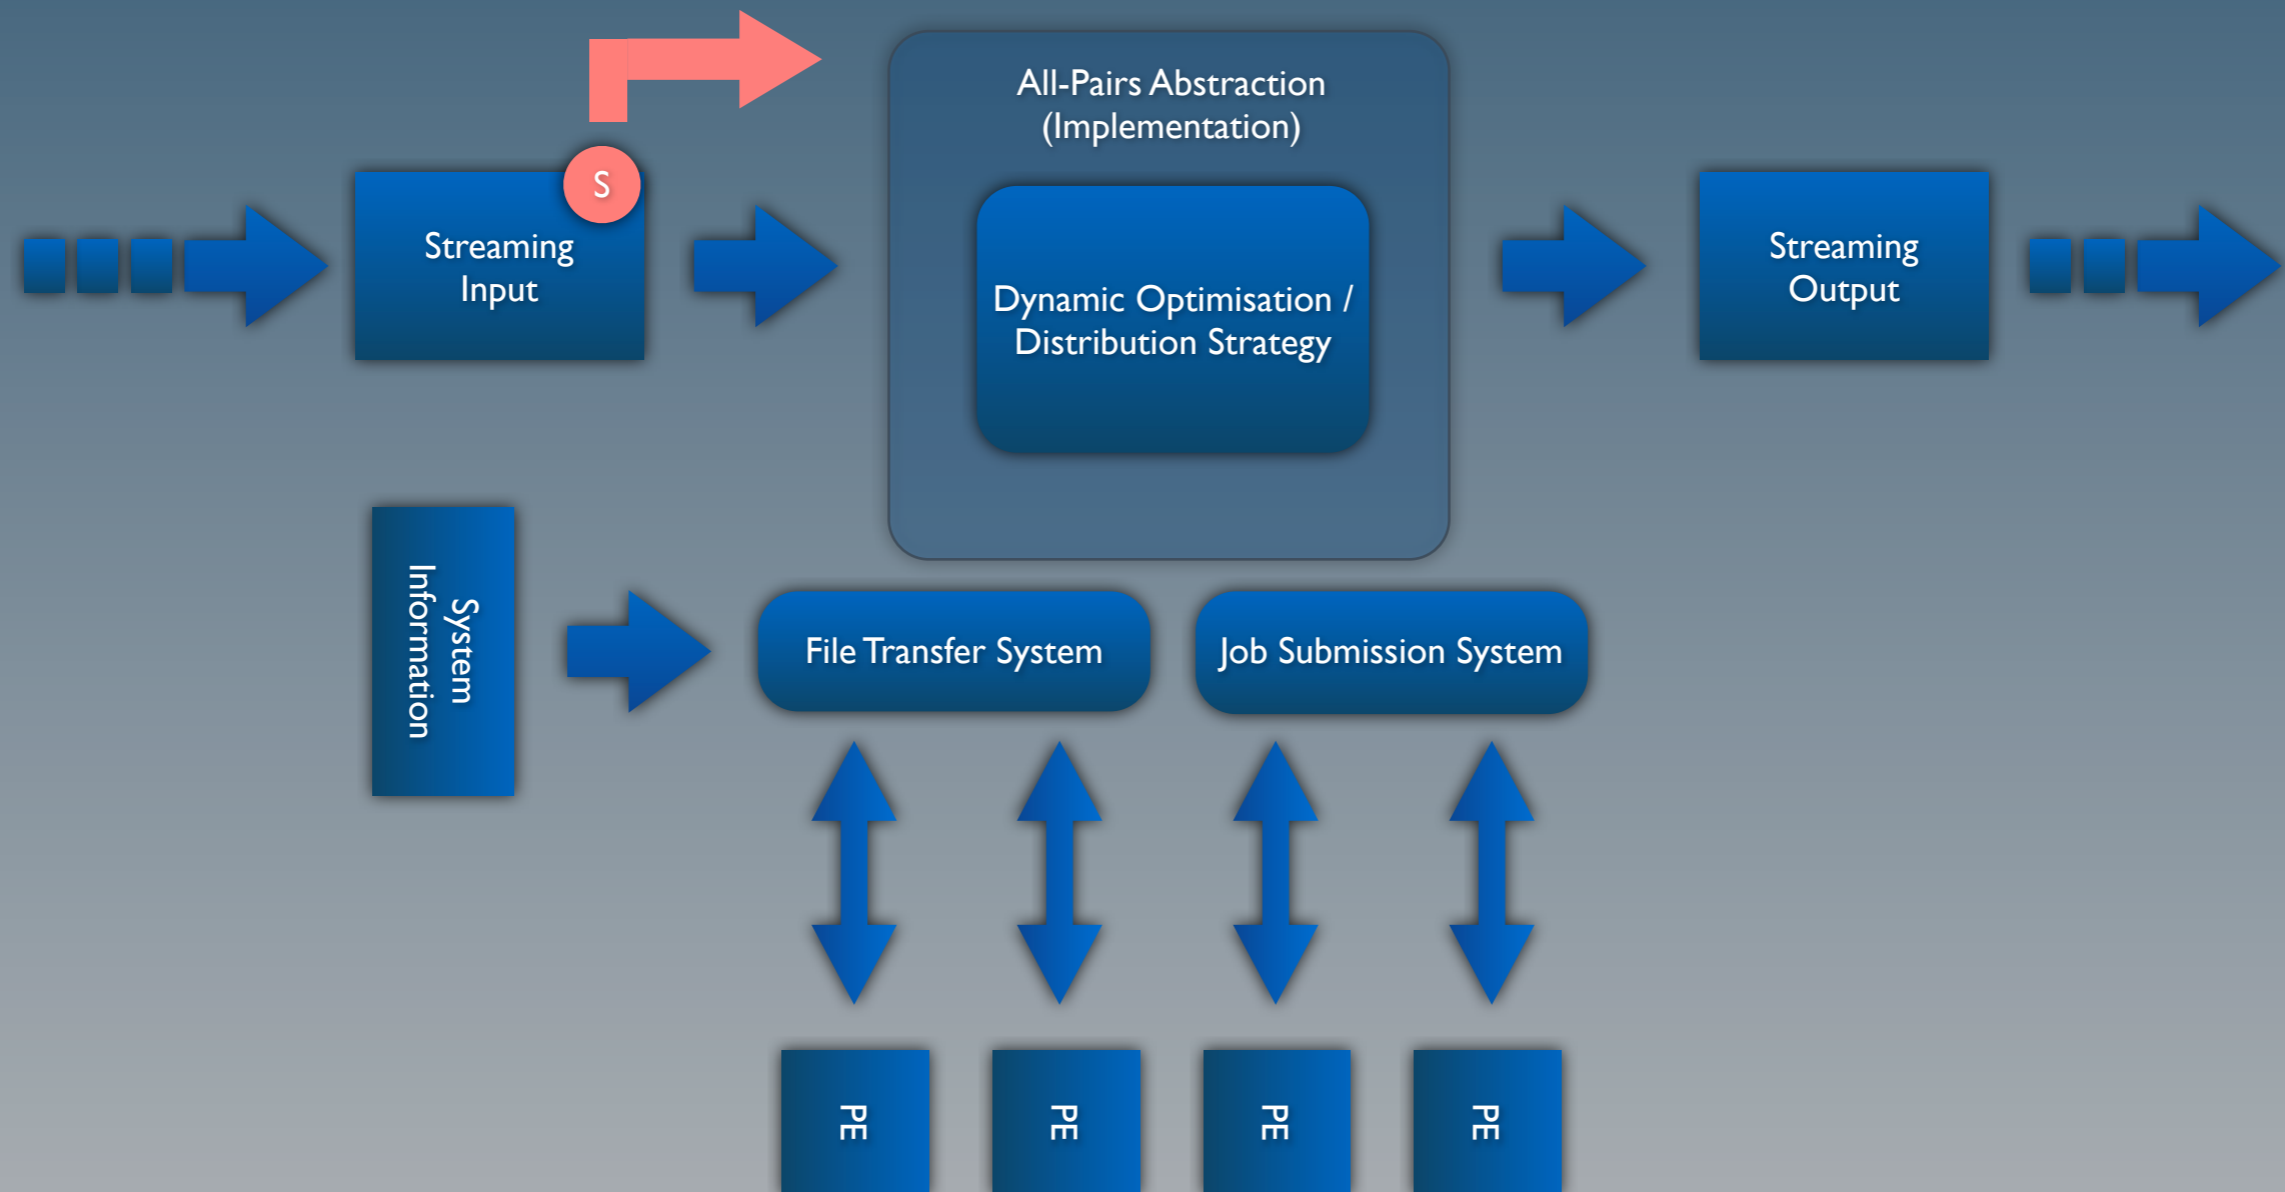 All-Pairs Abstraction
(Implementation)
S
Streaming
Input
Dynamic Optimisation /
Distribution Strategy
Streaming
Output
System
Information
File Transfer System
Job Submission System
PE
PE
PE
PE